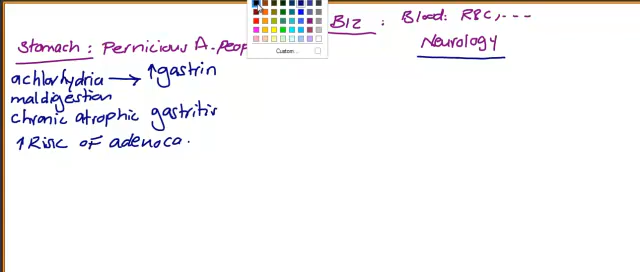 B12 : Blood: RBC, ---
Stomach : Pernicious A. peop
Neurology
achlorhydria → ↑gastrin
maldigestion
chronic atrophic gastritis
↑ Risk of adenoca.
Custom...